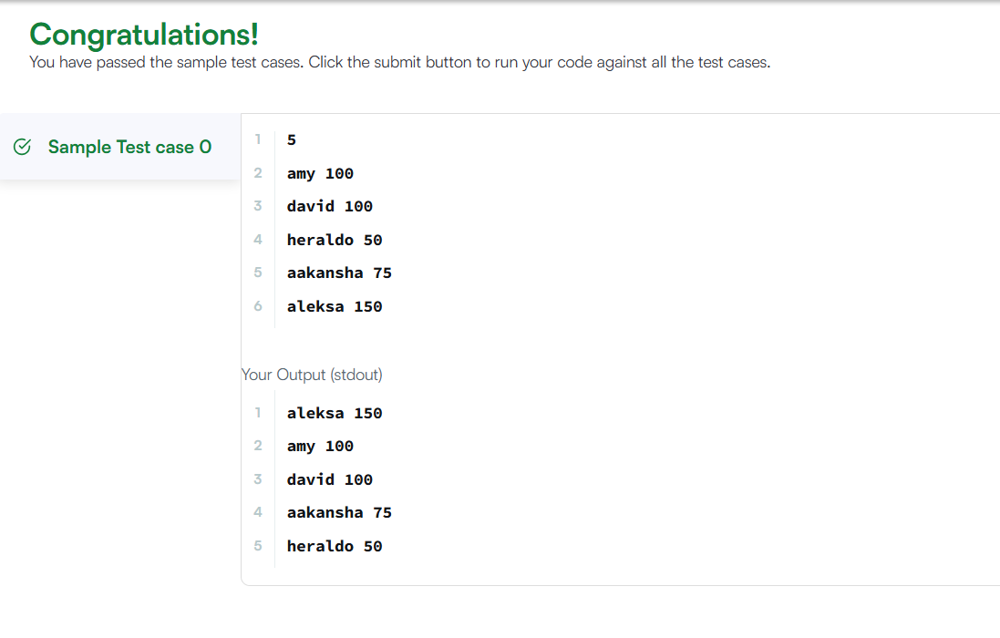 Congratulations!
You have passed the sample test cases. Click the submit button to run your code against all the test cases.
Sample Test case 0
1 5
2 amy 100
3 david 100
4 heraldo 50
5 aakansha 75
6 aleksa 150
Your Output (stdout)
1 aleksa 150
2 amy 100
3 david 100
4 aakansha 75
5 heraldo 50